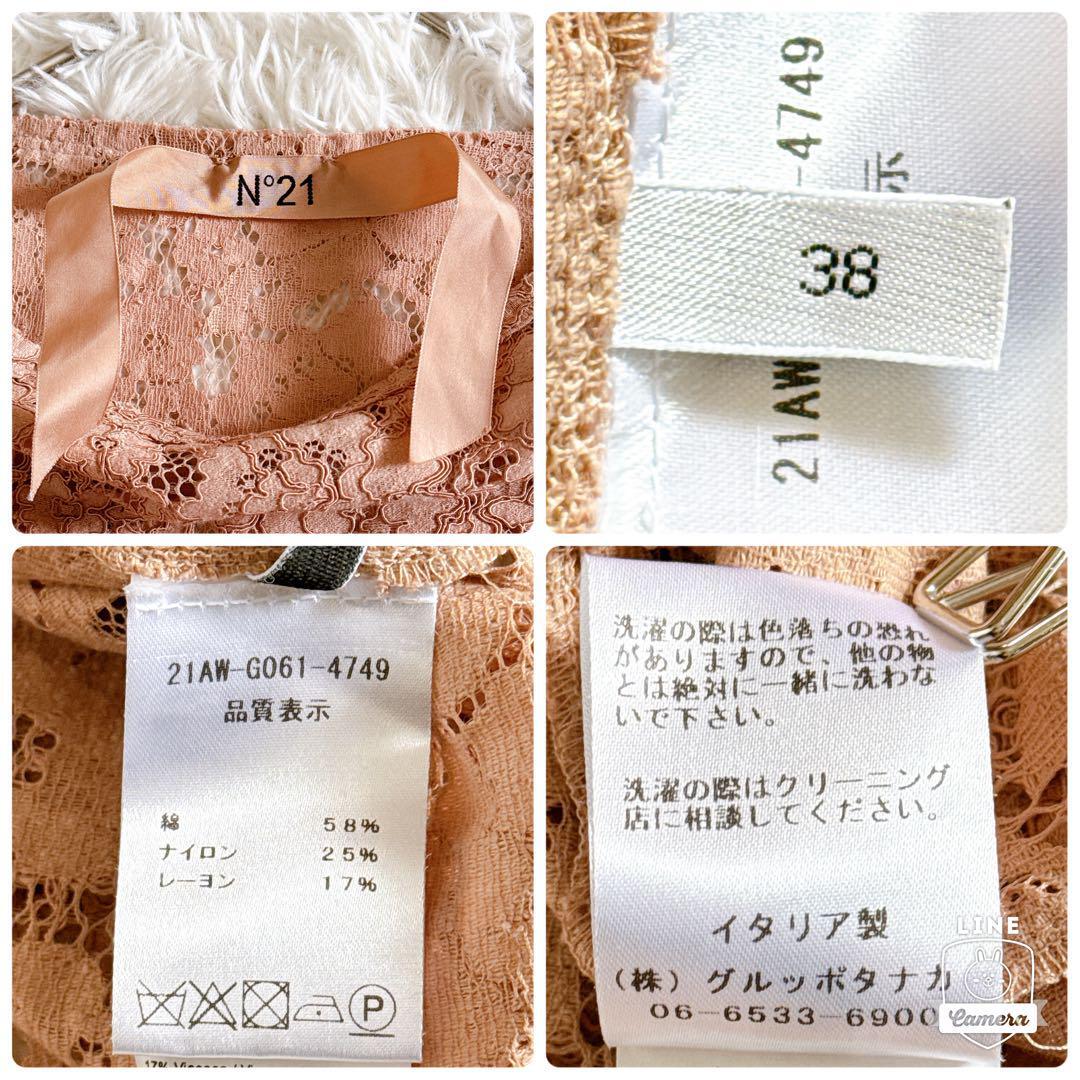 N°21
-4749
示
38
21AW
21AW-G061-4749
品質表示
綿 58%
ナイロン 25%
レーヨン 17%
P
洗濯の際は色落ちの恐れ
がありますので、他の物
とは絶対に一緒に洗わな
いで下さい。
洗濯の際はクリーニング
店に相談してください。
イタリア製
(株) グルッポタナカ
06-6533-6900
LINE
Camera